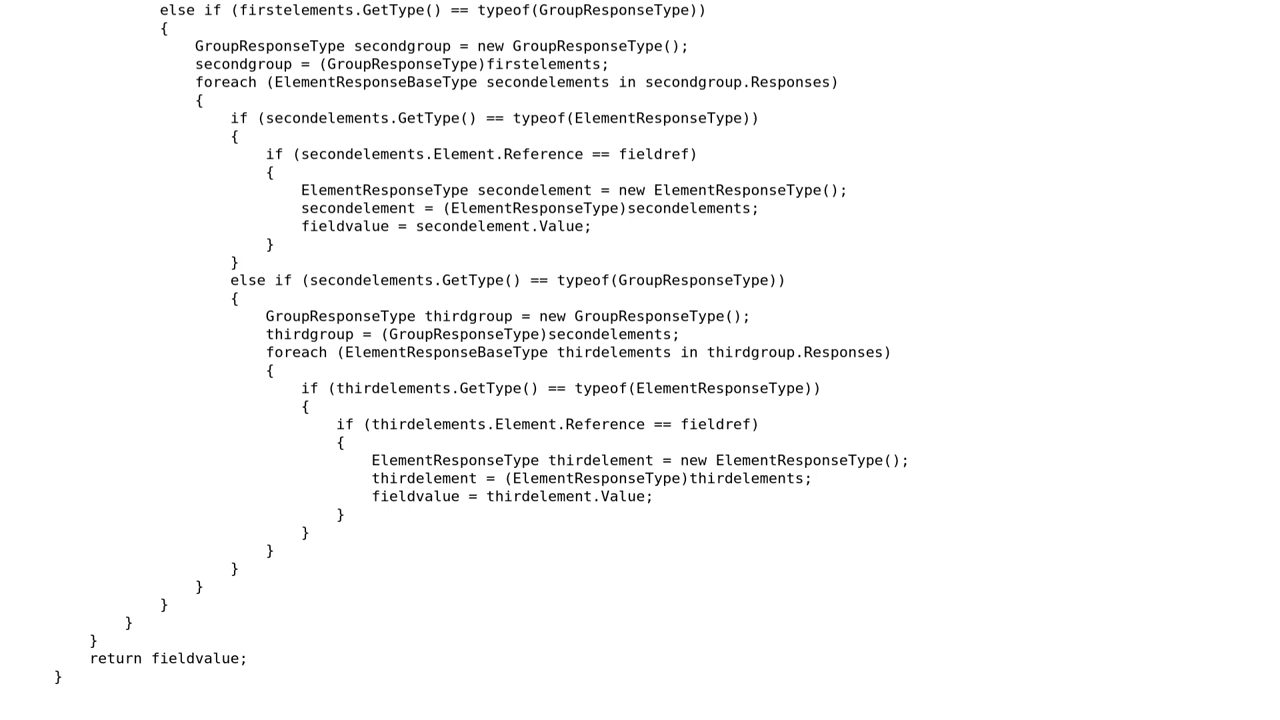 else if (firstelements.GetType() == typeof(GroupResponseType))
{
GroupResponseType secondgroup = new GroupResponseType();
secondgroup = (GroupResponseType)firstelements;
foreach (ElementResponseBaseType secondelements in secondgroup.Responses)
{
if (secondelements.GetType() == typeof(ElementResponseType))
{
if (secondelements.Element.Reference == fieldref)
{
ElementResponseType secondelement = new ElementResponseType();
secondelement = (ElementResponseType)secondelements;
fieldvalue = secondelement.Value;
}
}
else if (secondelements.GetType() == typeof(GroupResponseType))
{
GroupResponseType thirdgroup = new GroupResponseType();
thirdgroup = (GroupResponseType)secondelements;
foreach (ElementResponseBaseType thirdelements in thirdgroup.Responses)
{
if (thirdelements.GetType() == typeof(ElementResponseType))
{
if (thirdelements.Element.Reference == fieldref)
{
ElementResponseType thirdelement = new ElementResponseType();
thirdelement = (ElementResponseType)thirdelements;
fieldvalue = thirdelement.Value;
}
}
}
}
}
}
}
}
return fieldvalue;
}